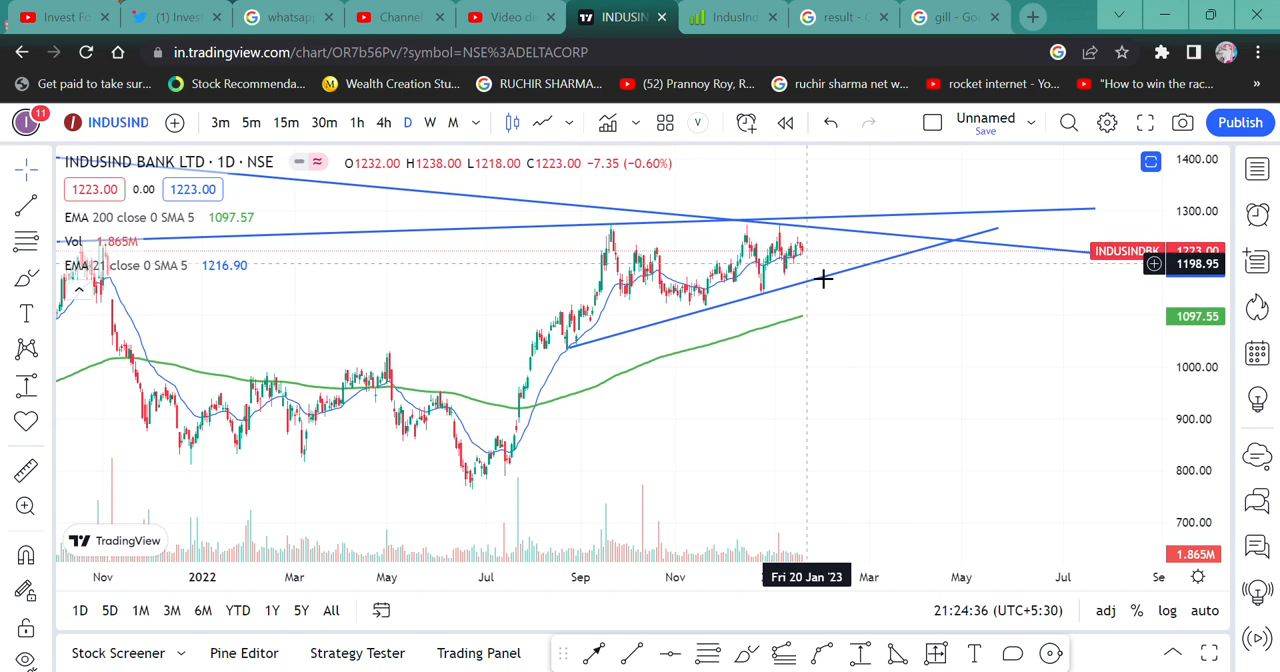 Invest Fo (1) Invest whatsap Channel Video de INDUSIN IndusInd result - G gill - Goo
in.tradingview.com/chart/OR7b56Pv/?symbol=NSE%3ADELTACORP
Get paid to take sur... Stock Recommenda... M Wealth Creation Stu... RUCHIR SHARMA... (52) Prannoy Roy, R... ruchir sharma net w... rocket internet - Yo... "How to win the rac... »
I 11 INDUSIND 3m 5m 15m 30m 1h 4h D W M V Unnamed Save Publish
INDUSIND BANK LTD · 1D · NSE O1232.00 H1238.00 L1218.00 C1223.00 -7.35 (-0.60%)
1223.00 0.00 1223.00
EMA 200 close 0 SMA 5 1097.57
Vol 1.865M
EMA 21 close 0 SMA 5 1216.90
1400.00
1300.00
INDUSINDBK 1223.00
1198.95
1097.55
1000.00
900.00
800.00
700.00
1.865M
TradingView
Nov 2022 Mar May Jul Sep Nov Fri 20 Jan '23 Mar May Jul Se
1D 5D 1M 3M 6M YTD 1Y 5Y All 21:24:36 (UTC+5:30) adj % log auto
Stock Screener Pine Editor Strategy Tester Trading Panel